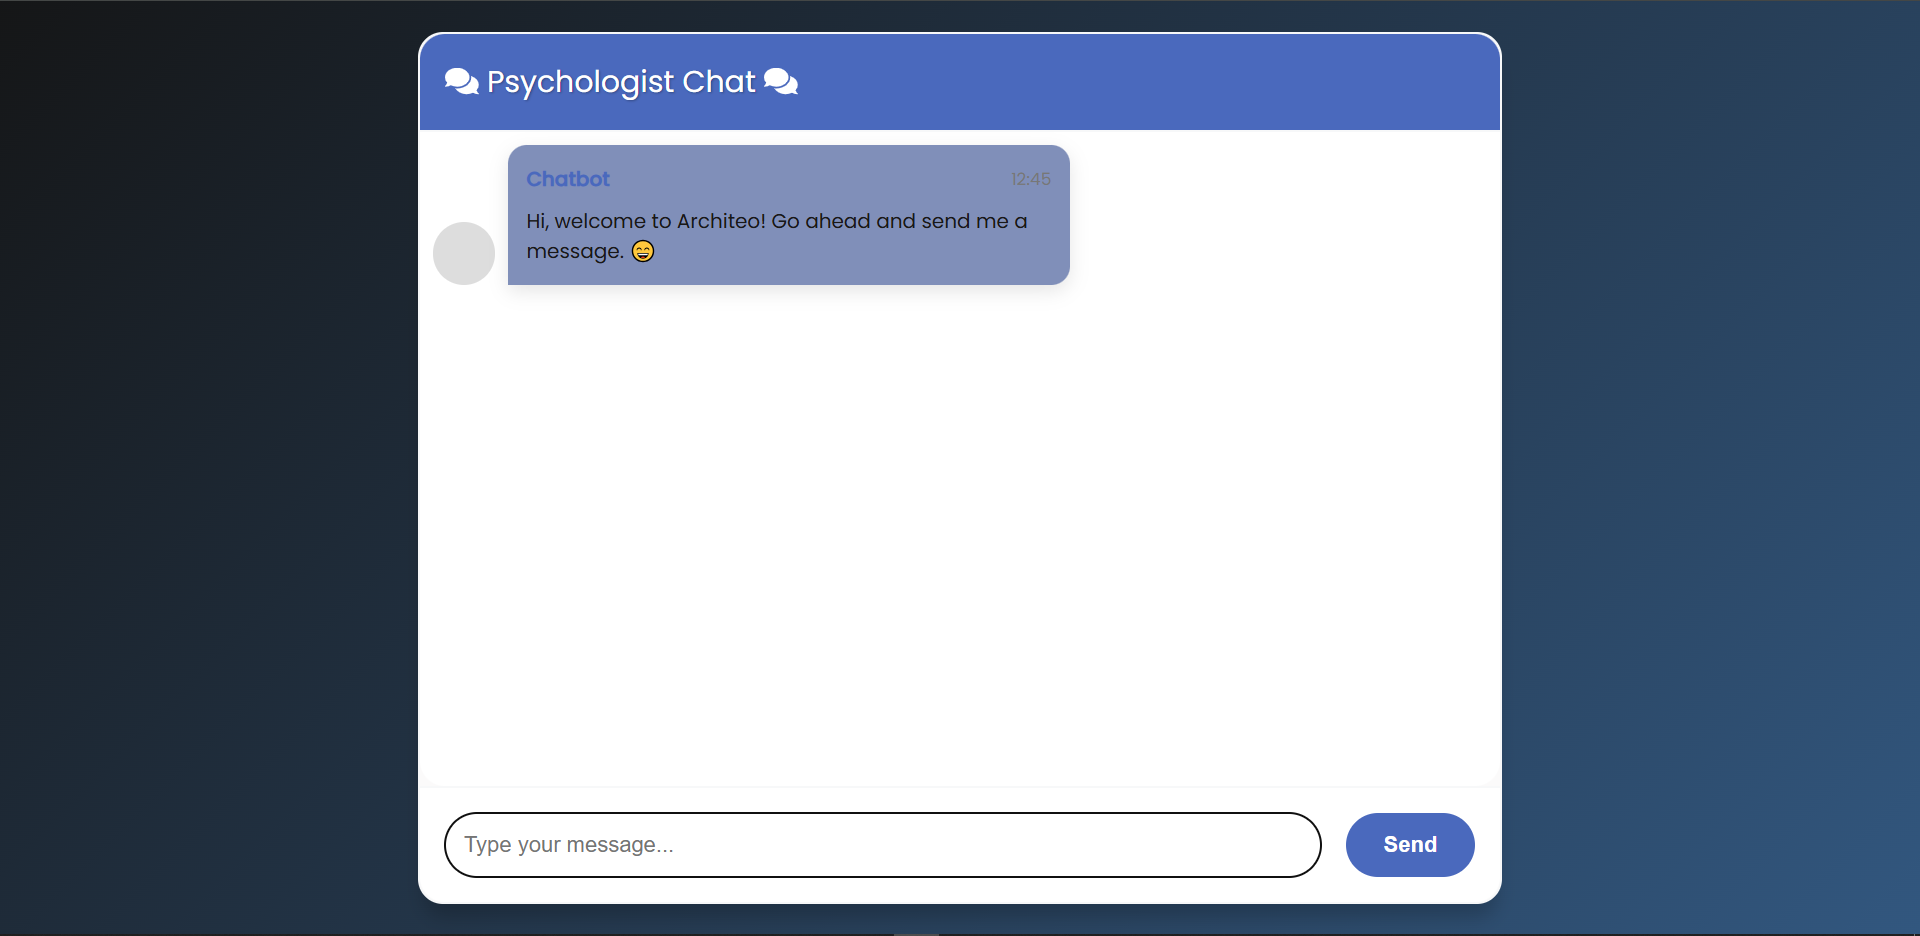 Psychologist Chat
Chatbot 12:45
Hi, welcome to Architeo! Go ahead and send me a
message. 😄
Type your message...
Send